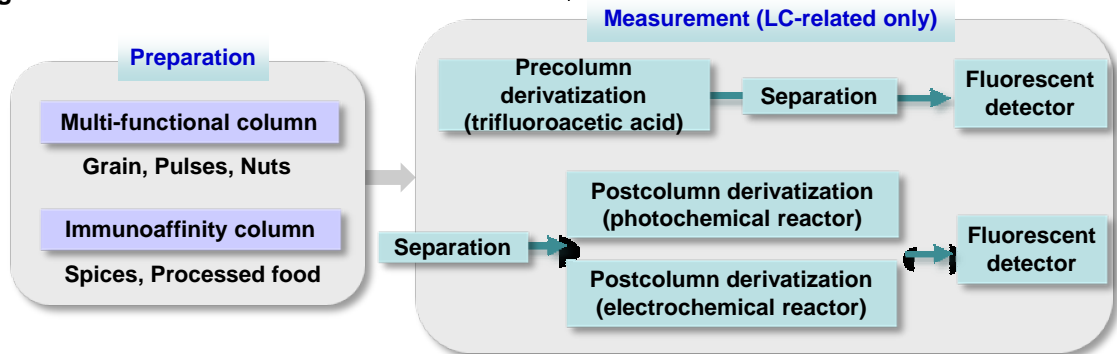 Measurement (LC-related only)
Preparation
Multi-functional column
Grain, Pulses, Nuts
Immunoaffinity column
Spices, Processed food
Precolumn
derivatization
(trifluoroacetic acid)
Separation
Fluorescent
detector
Separation
Postcolumn derivatization
(photochemical reactor)
Postcolumn derivatization
(electrochemical reactor)
Fluorescent
detector